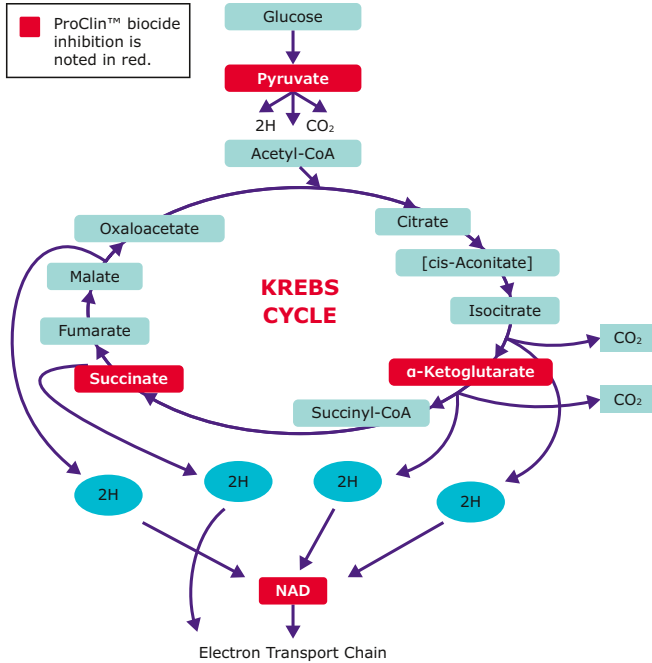 ProClin™ biocide
inhibition is
noted in red.
Glucose
Pyruvate
2H
CO₂
Acetyl-CoA
Oxaloacetate
Citrate
[cis-Aconitate]
Malate
KREBS
CYCLE
Isocitrate
Fumarate
CO₂
Succinate
α-Ketoglutarate
CO₂
Succinyl-CoA
2H
2H
2H
2H
NAD
Electron Transport Chain